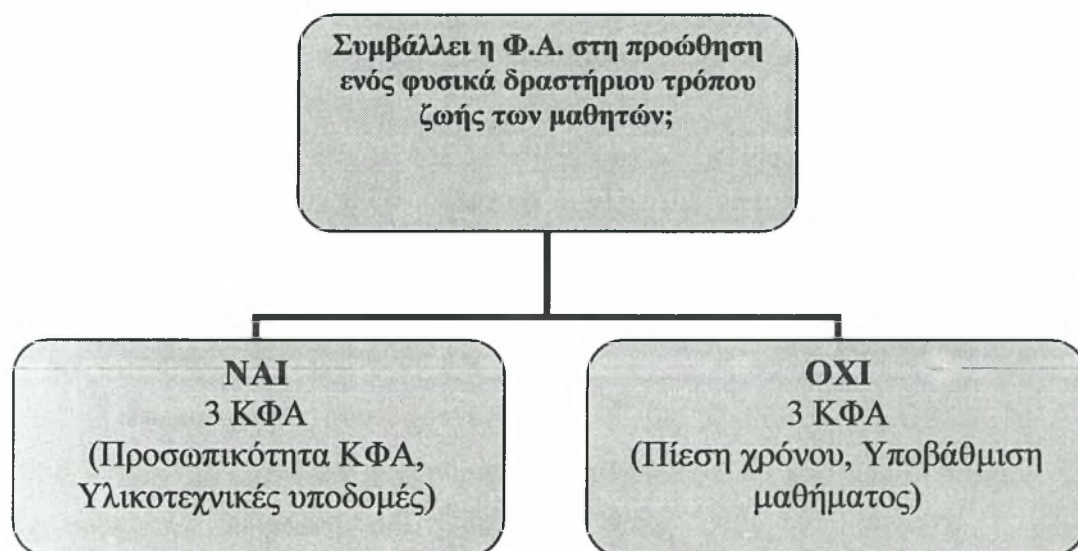 Συμβάλλει η Φ.Α. στη προώθηση
ενός φυσικά δραστήριου τρόπου
ζωής των μαθητών;
ΝΑΙ
3 ΚΦΑ
(Προσωπικότητα ΚΦΑ,
Υλικοτεχνικές υποδομές)
ΟΧΙ
3 ΚΦΑ
(Πίεση χρόνου, Υποβάθμιση
μαθήματος)